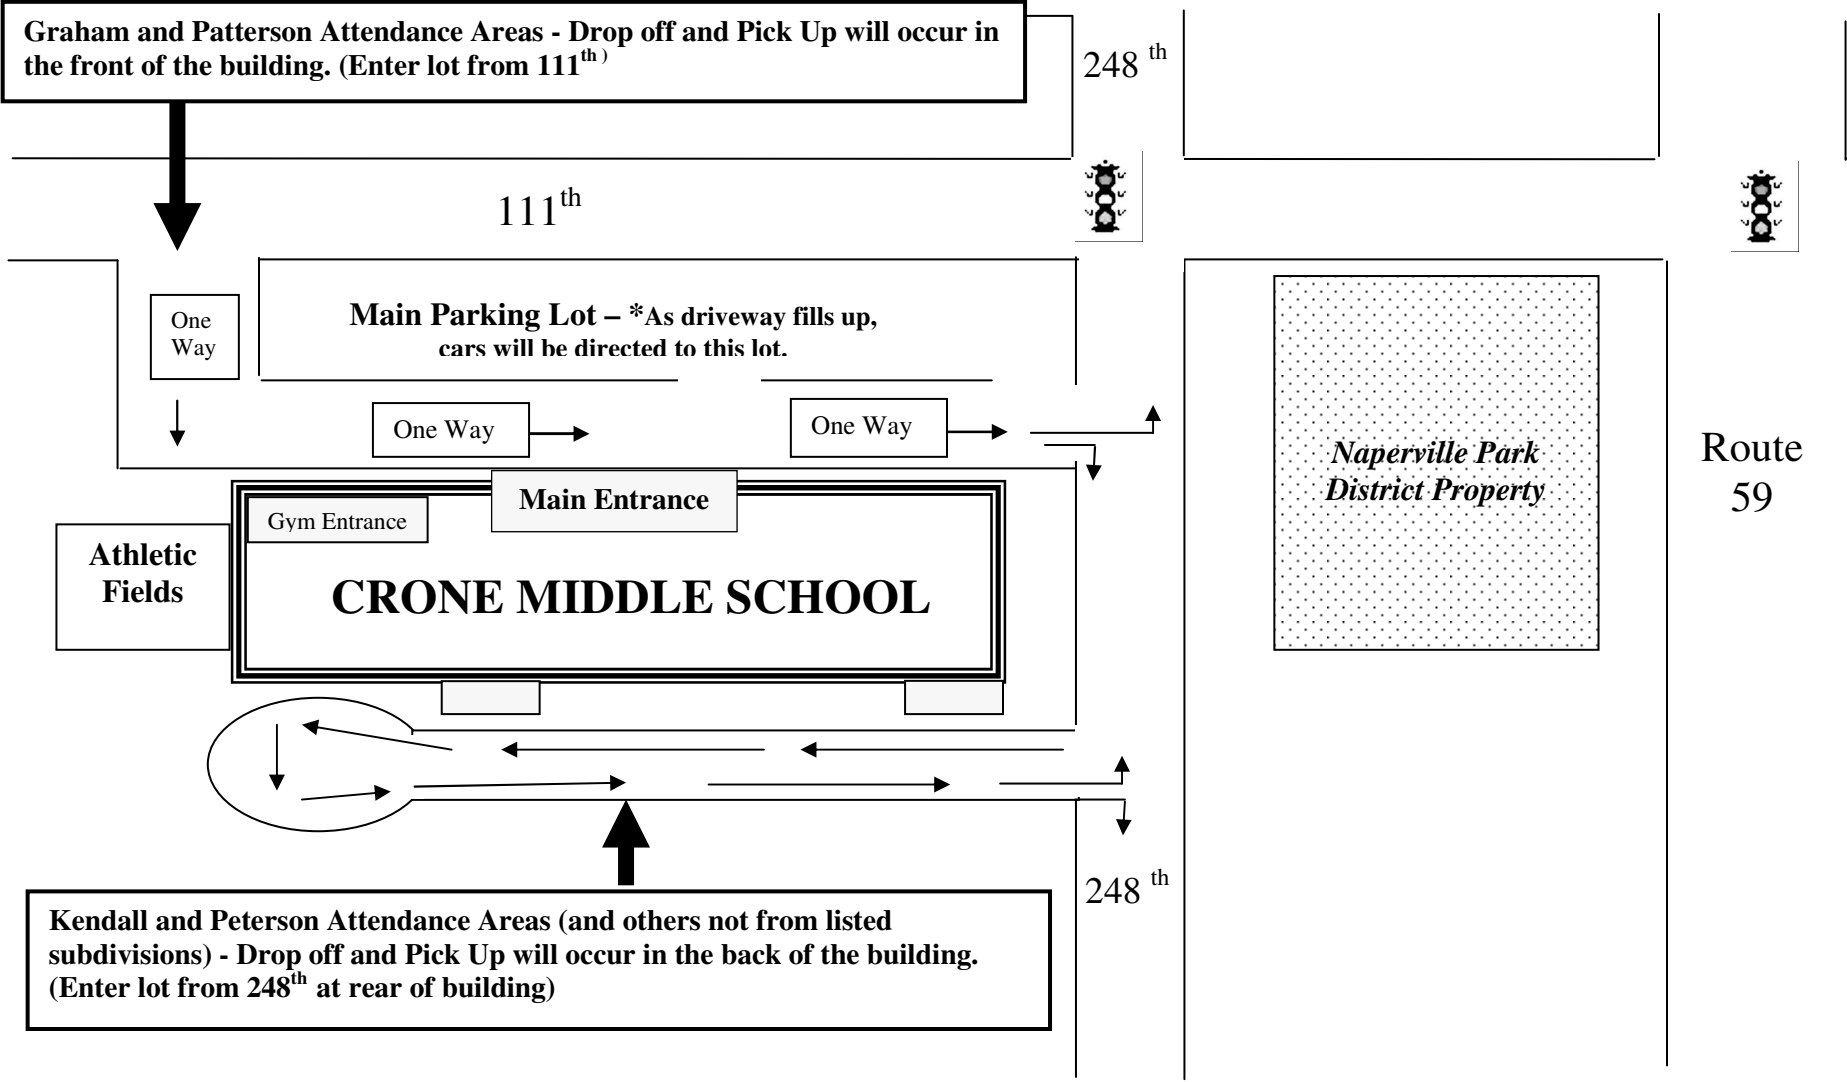 Graham and Patterson Attendance Areas - Drop off and Pick Up will occur in
the front of the building. (Enter lot from 111th )
248 th
111th
One
Way
Main Parking Lot – *As driveway fills up,
cars will be directed to this lot.
One Way
One Way
Naperville Park
District Property
Route
59
Main Entrance
Gym Entrance
Athletic
Fields
CRONE MIDDLE SCHOOL
248 th
Kendall and Peterson Attendance Areas (and others not from listed
subdivisions) - Drop off and Pick Up will occur in the back of the building.
(Enter lot from 248th at rear of building)